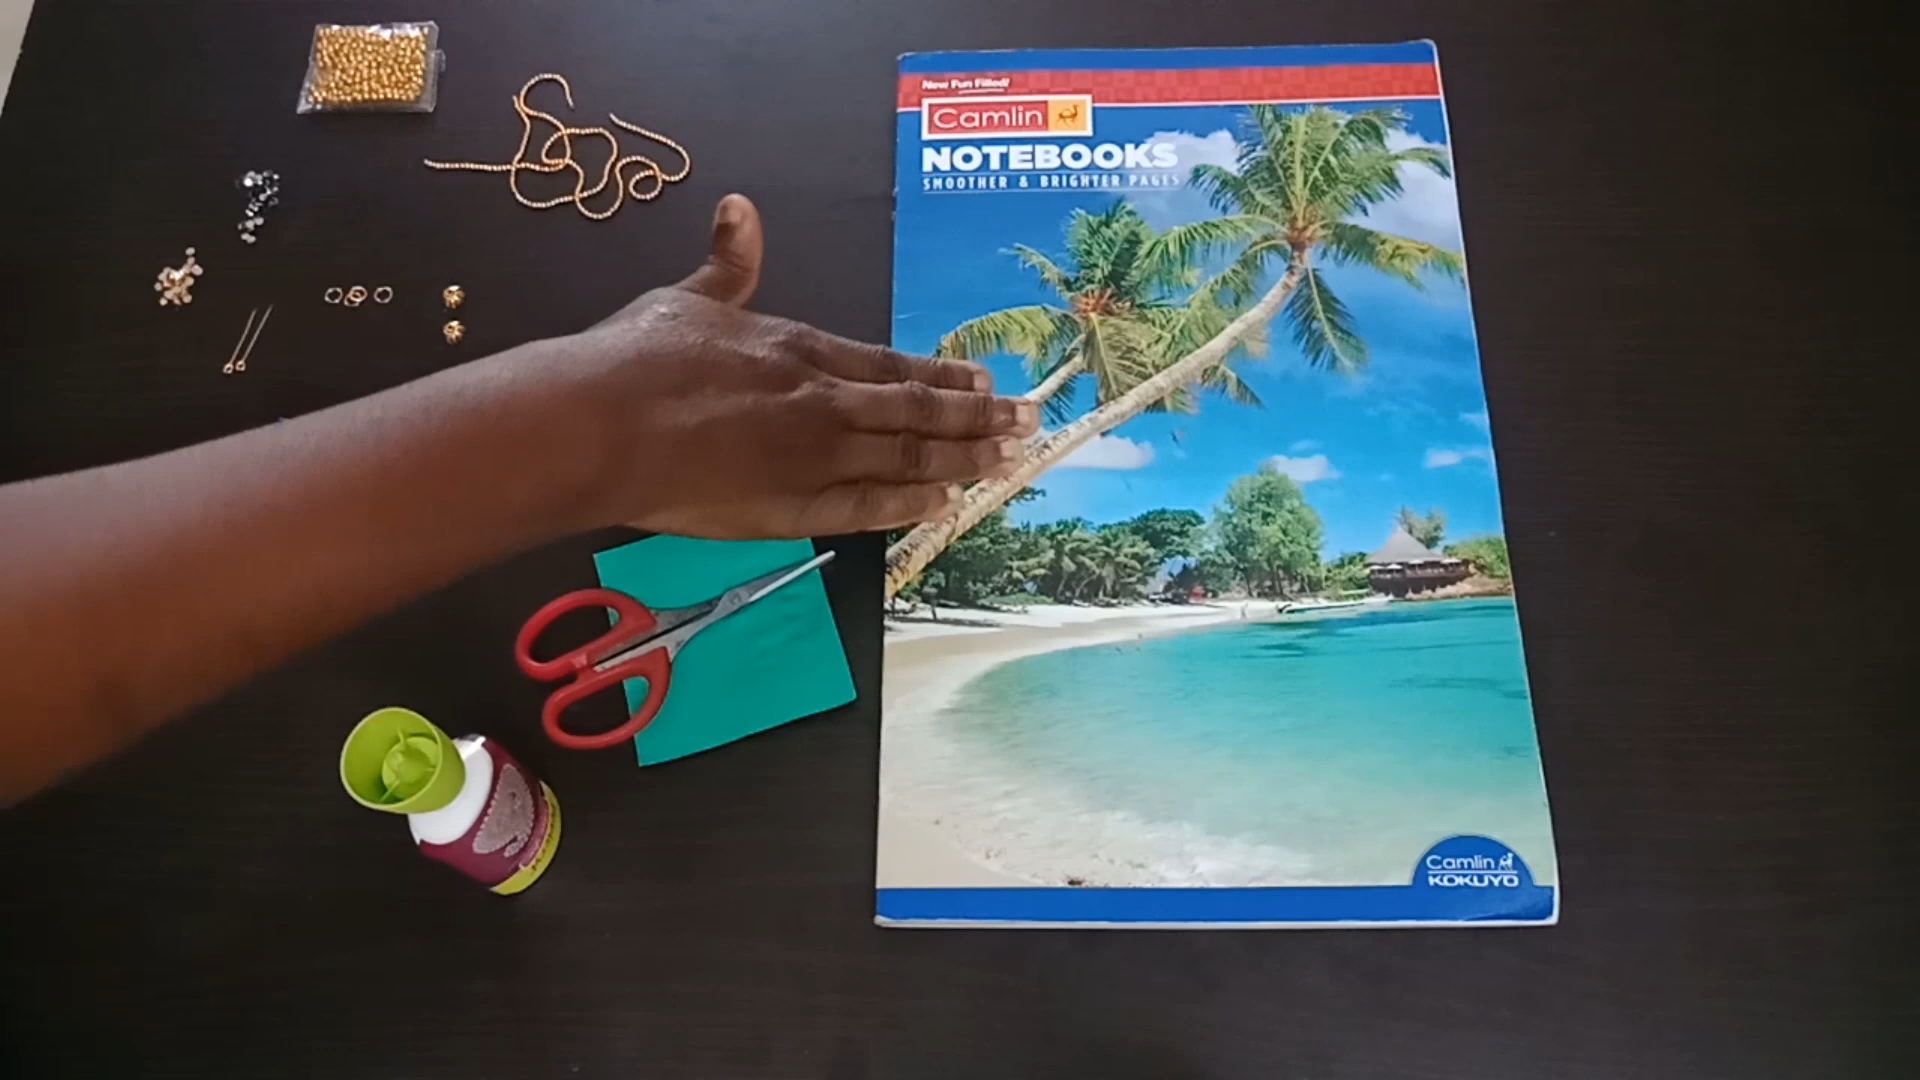 New Fun Filled!
Camlin
NOTEBOOKS
SMOOTHER & BRIGHTER PAGES
Camlin
KOKUYO